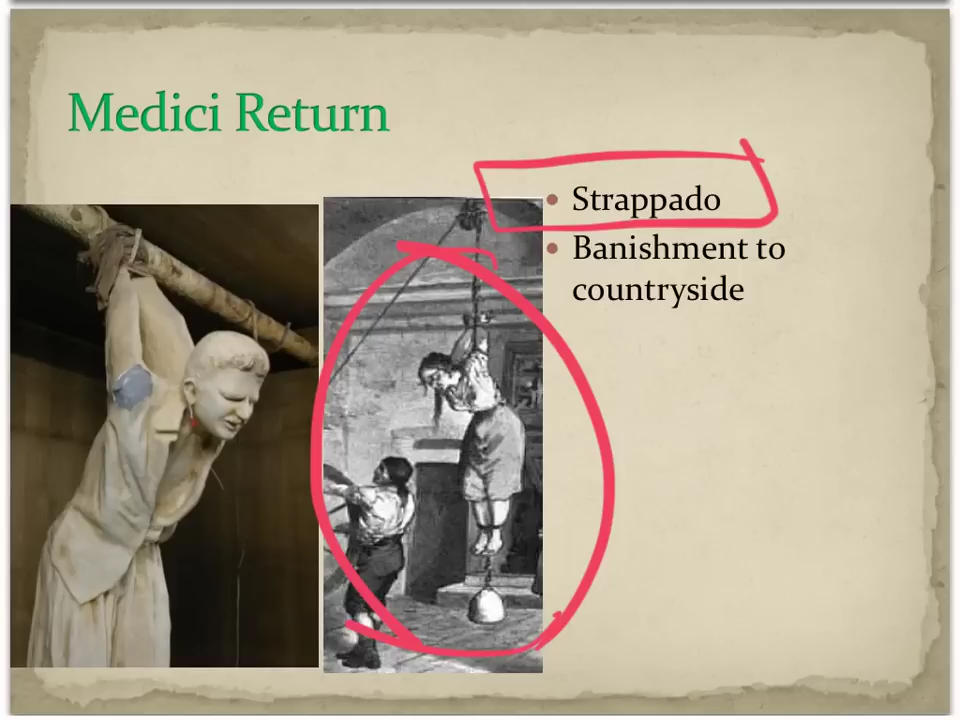 Medici Return
• Strappado
• Banishment to
countryside